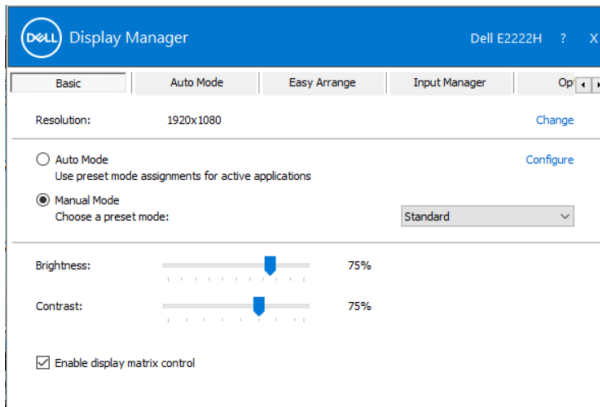 DELL Display Manager Dell E2222H ? X
Basic Auto Mode Easy Arrange Input Manager
Resolution: 1920x1080 Change
Auto Mode Configure
Use preset mode assignments for active applications
Manual Mode
Choose a preset mode: Standard
Brightness: 75%
Contrast: 75%
Enable display matrix control